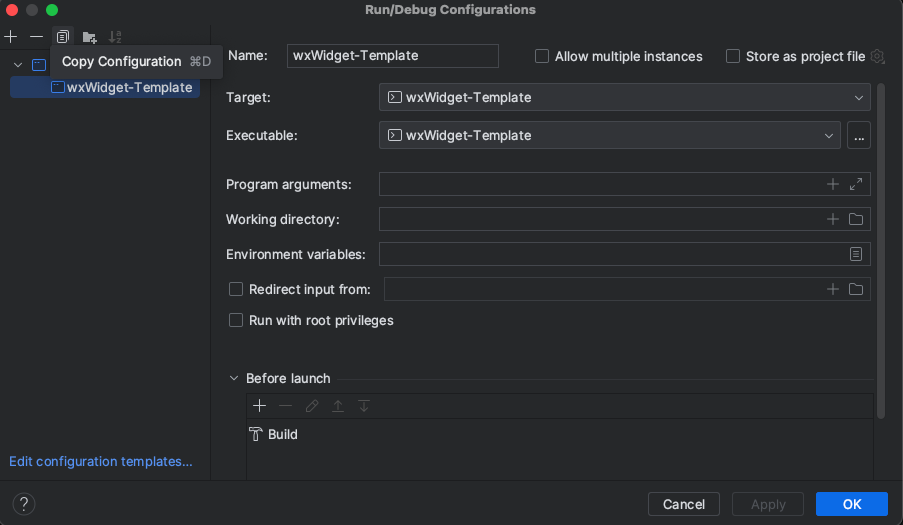 Run/Debug Configurations
Copy Configuration ⌘D
wxWidget-Template
Name: wxWidget-Template Allow multiple instances Store as project file
Target: wxWidget-Template
Executable: wxWidget-Template ...
Program arguments:
Working directory:
Environment variables:
Redirect input from:
Run with root privileges
Before launch
Build
Edit configuration templates...
? Cancel Apply OK